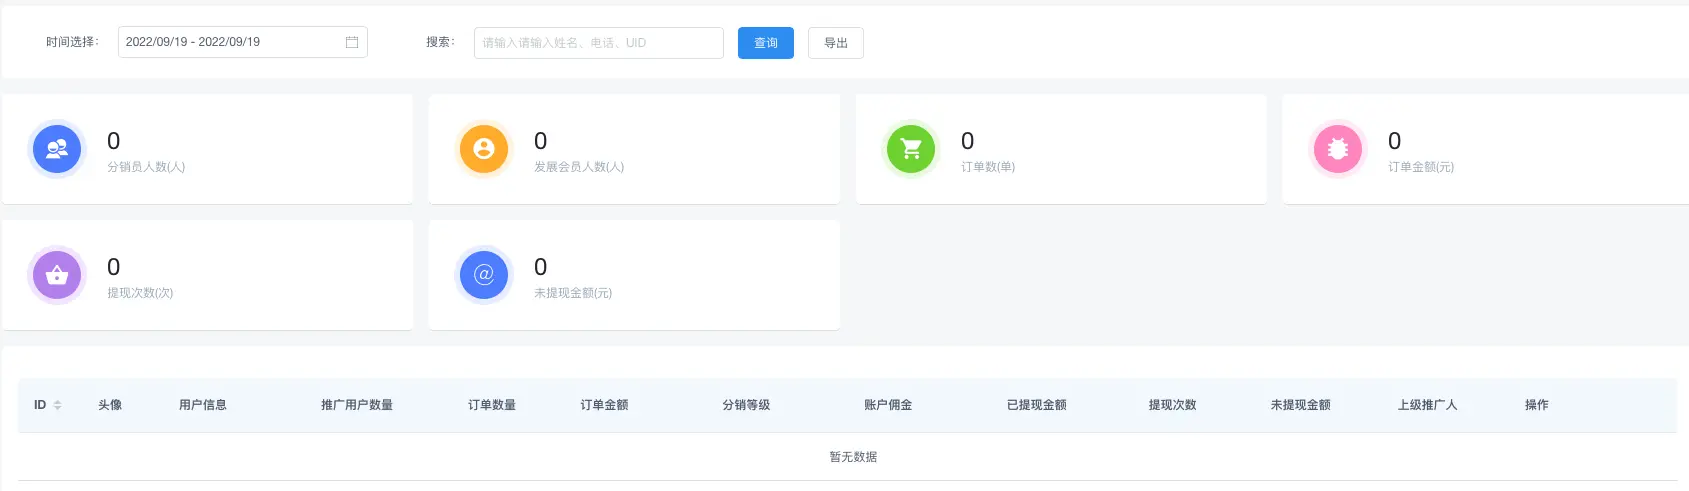 时间选择： 2022/09/19 - 2022/09/19 搜索： 请输入请输入姓名、电话、UID 查询 导出
0 0 0 0
分销员人数(人) 发展会员人数(人) 订单数(单) 订单金额(元)
0 0
提现次数(次) 未提现金额(元)
ID 头像 用户信息 推广用户数量 订单数量 订单金额 分销等级 账户佣金 已提现金额 提现次数 未提现金额 上级推广人 操作
暂无数据